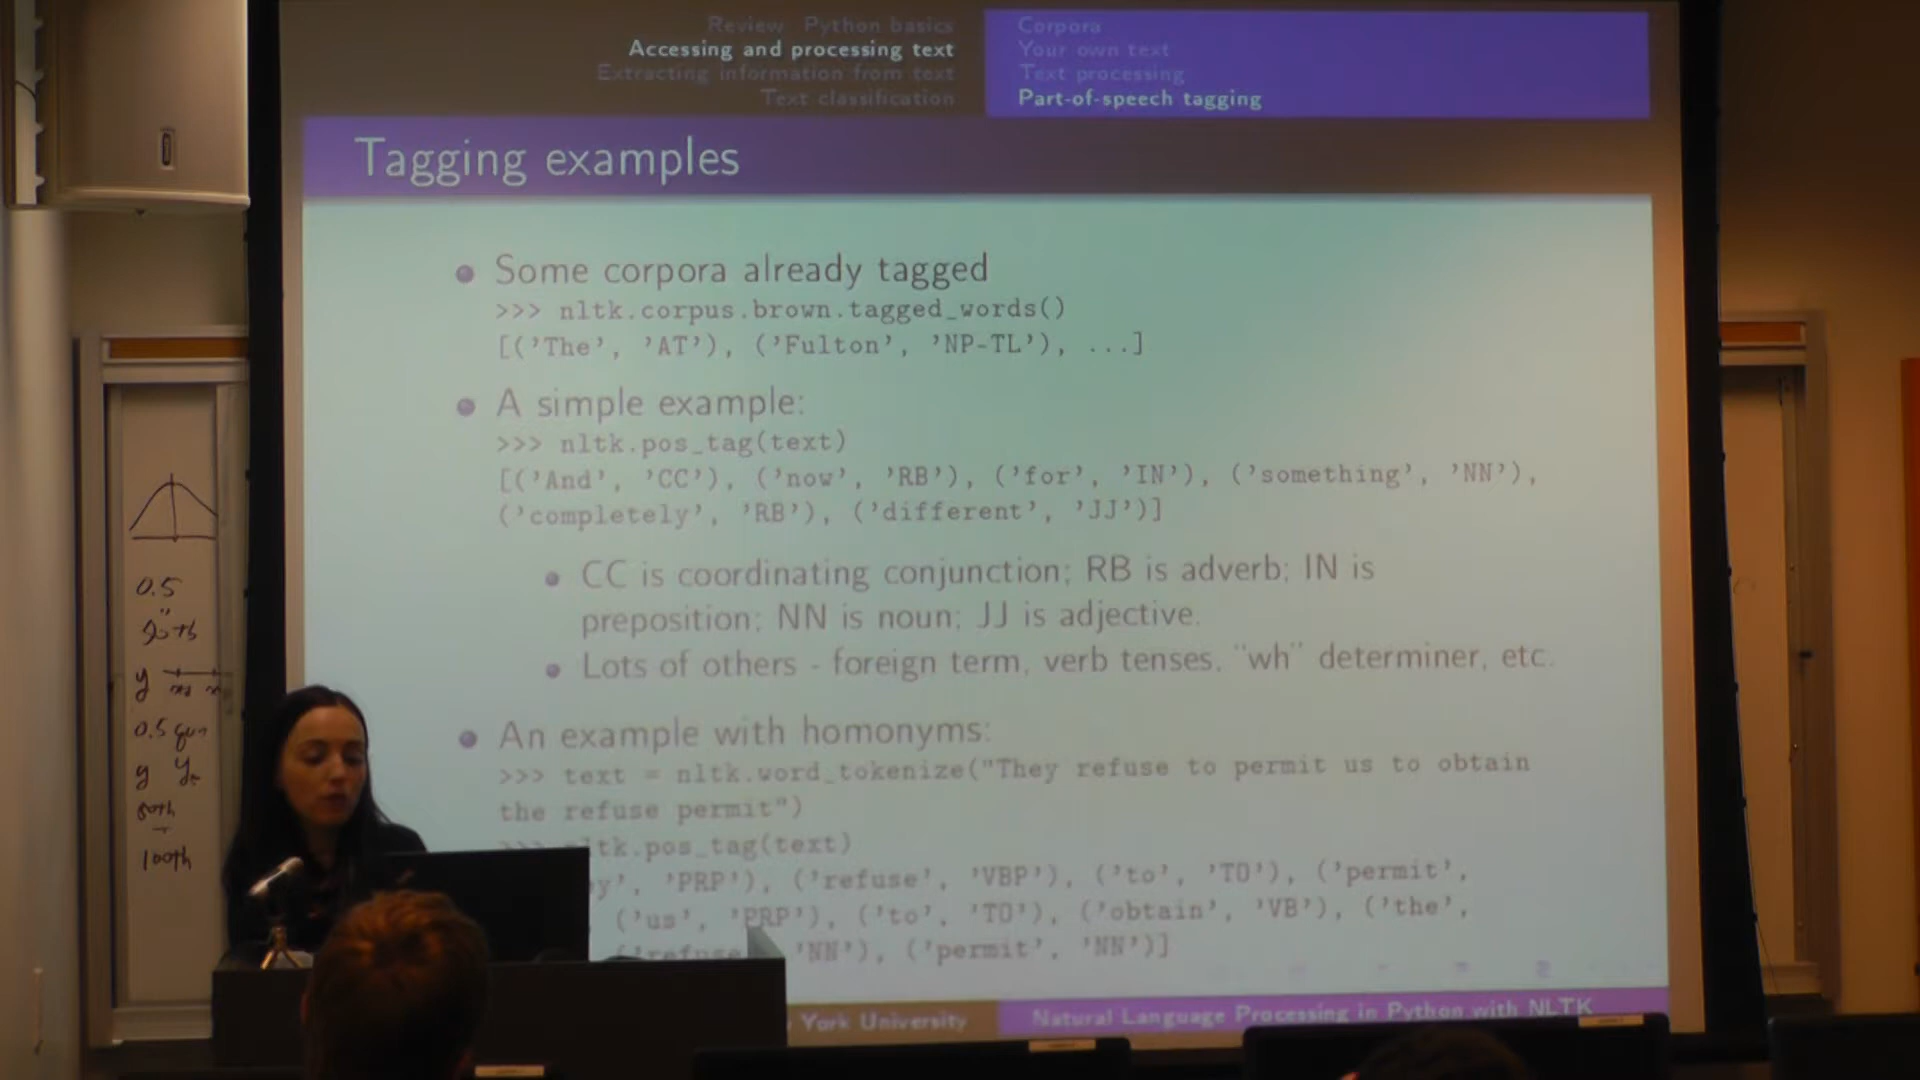 Review: Python basics
Accessing and processing text
Extracting information from text
Text classification
Corpora
Your own text
Text processing
Part-of-speech tagging
Tagging examples
Some corpora already tagged
>>> nltk.corpus.brown.tagged_words()
[('The', 'AT'), ('Fulton', 'NP-TL'), ...]
A simple example:
>>> nltk.pos_tag(text)
[('And', 'CC'), ('now', 'RB'), ('for', 'IN'), ('something', 'NN'),
('completely', 'RB'), ('different', 'JJ')]
CC is coordinating conjunction; RB is adverb; IN is
preposition; NN is noun; JJ is adjective.
Lots of others - foreign term, verb tenses, "wh" determiner, etc.
An example with homonyms:
>>> text = nltk.word_tokenize("They refuse to permit us to obtain
the refuse permit")
ltk.pos_tag(text)
y', 'PRP'), ('refuse', 'VBP'), ('to', 'TO'), ('permit',
('us', 'PRP'), ('to', 'TO'), ('obtain', 'VB'), ('the',
('refuse 'NN'), ('permit', 'NN')]
York University
Natural Language Processing in Python with NLTK
0.5
y
0.5
y
100th